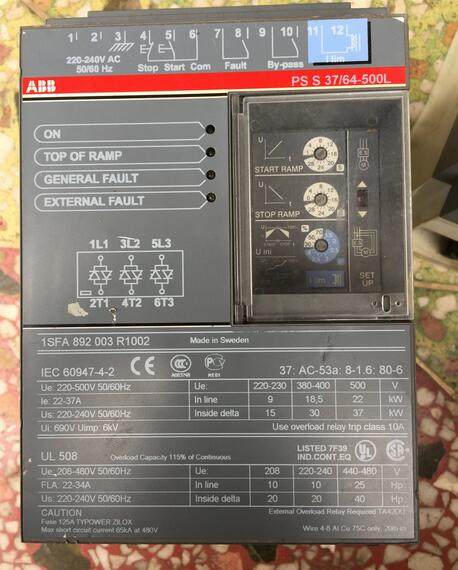 1 2 3 4 5 6 7 8 9 10 11 12
220-240V AC
50/60 Hz
Stop Start Com Fault By-pass I lim
ABB
PS S 37/64-500L
ON
TOP OF RAMP
GENERAL FAULT
EXTERNAL FAULT
START RAMP
STOP RAMP
U ini
I lim
SET
UP
1L1 3L2 5L3
2T1 4T2 6T3
1SFA 892 003 R1002 Made in Sweden
IEC 60947-4-2 CE CCC 37: AC-53a: 8-1.6: 80-6
Ue: 220-500V 50/60Hz Ue: 220-230 380-400 500 V
Ie: 22-37A In line 9 18,5 22 kW
Us: 220-240V 50/60Hz Inside delta 15 30 37 kW
Ui: 690V Uimp: 6kV Use overload relay trip class 10A
UL 508 Overload Capacity 115% of Continuous LISTED 7F39
IND.CONT.EQ
Ue: 208-480V 50/60Hz Ue: 208 220-240 440-480 V
FLA: 22-34A In line 10 10 25 Hp
Us: 220-240V 50/60Hz Inside delta 20 20 40 Hp
CAUTION External Overload Relay Required TA42DU
Fuse 125A TYPOWER ZILOX
Max short circuit current 65kA at 480V Wire 4-8 Al Cu 75C only, 20lb-in